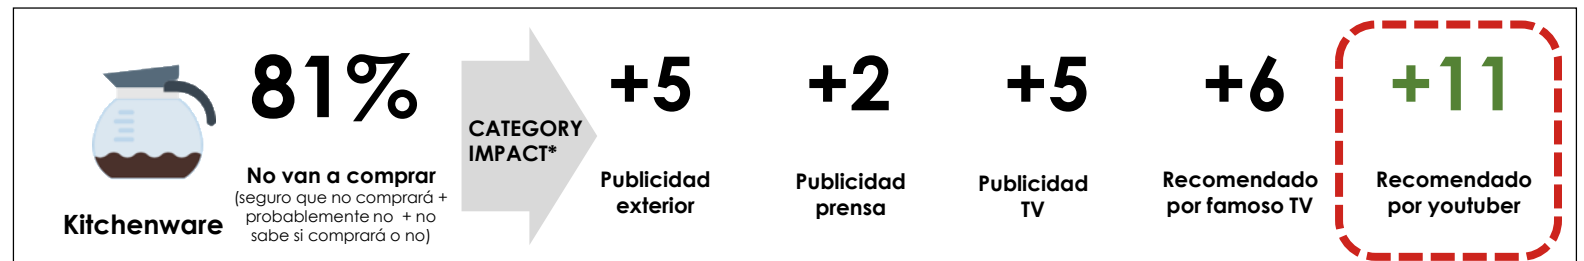 81%
No van a comprar
(seguro que no comprará +
probablemente no + no
sabe si comprará o no)
Kitchenware
CATEGORY
IMPACT*
+5
Publicidad
exterior
+2
Publicidad
prensa
+5
Publicidad
TV
+6
Recomendado
por famoso TV
+11
Recomendado
por youtuber